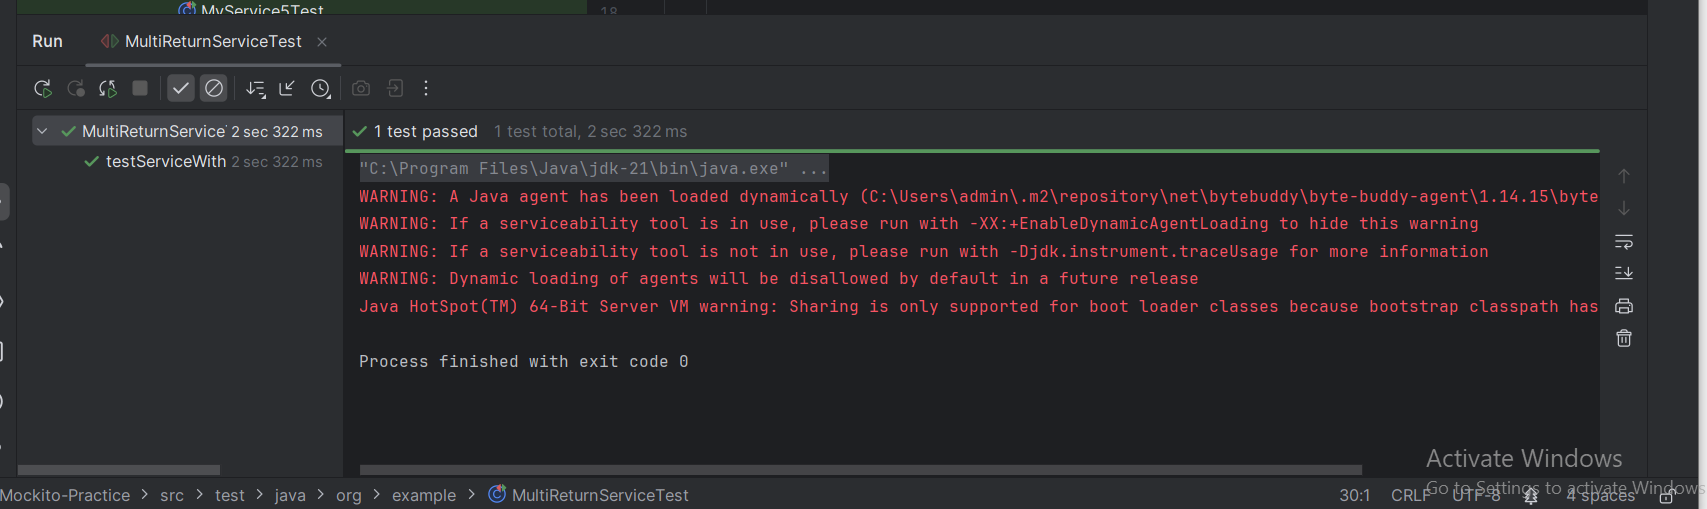 MyService5Test
18
Run MultiReturnServiceTest
MultiReturnService 2 sec 322 ms
testServiceWith 2 sec 322 ms
1 test passed 1 test total, 2 sec 322 ms
"C:\Program Files\Java\jdk-21\bin\java.exe" ...
WARNING: A Java agent has been loaded dynamically (C:\Users\admin\.m2\repository\net\bytebuddy\byte-buddy-agent\1.14.15\byte
WARNING: If a serviceability tool is in use, please run with -XX:+EnableDynamicAgentLoading to hide this warning
WARNING: If a serviceability tool is not in use, please run with -Djdk.instrument.traceUsage for more information
WARNING: Dynamic loading of agents will be disallowed by default in a future release
Java HotSpot(TM) 64-Bit Server VM warning: Sharing is only supported for boot loader classes because bootstrap classpath has
Process finished with exit code 0
Activate Windows
Go to Settings to activate Windows
Mockito-Practice > src > test > java > org > example > MultiReturnServiceTest 30:1 CRLF UTF-8 4 spaces